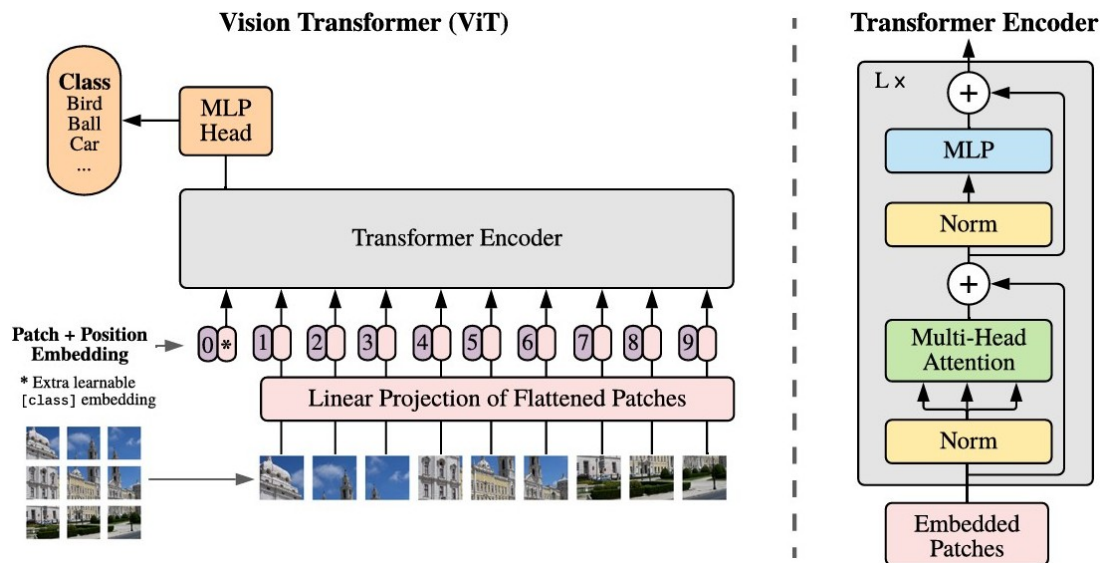 Vision Transformer (ViT)
Class
Bird
Ball
Car
...
MLP
Head
Transformer Encoder
Patch + Position
Embedding
* Extra learnable
[class] embedding
0 * 1 2 3 4 5 6 7 8 9
Linear Projection of Flattened Patches
Transformer Encoder
L x
+
MLP
Norm
+
Multi-Head
Attention
Norm
Embedded
Patches